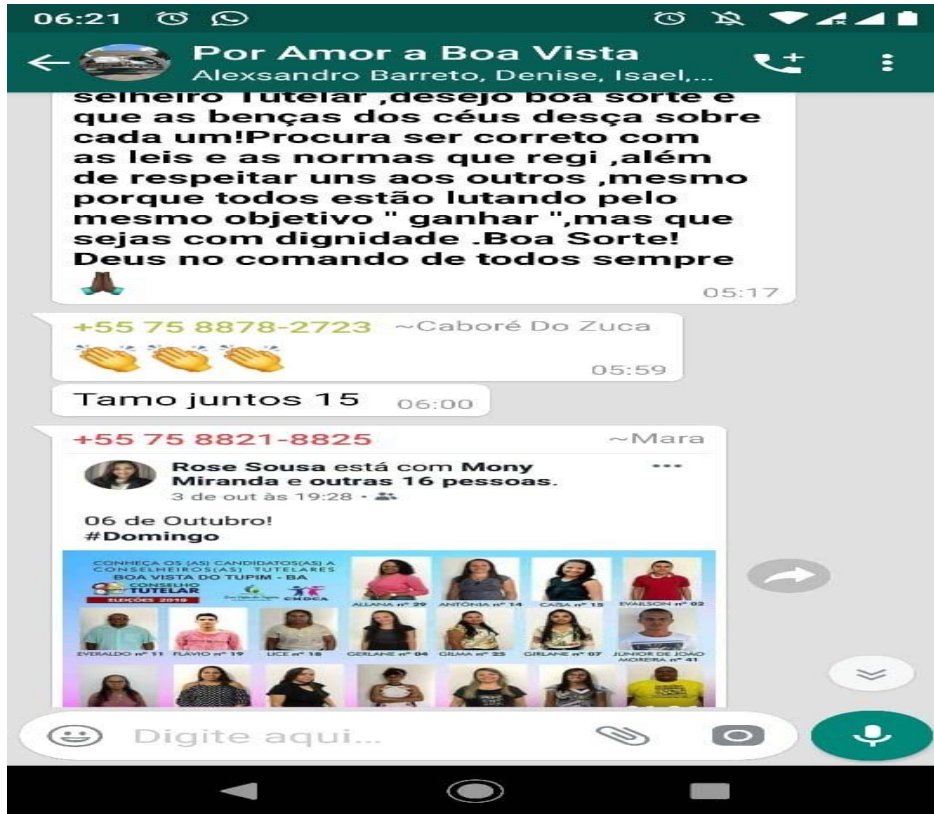 06:21
Por Amor a Boa Vista
Alexsandro Barreto, Denise, Isael,...
selheiro Tutelar ,desejo boa sorte e
que as benças dos céus desça sobre
cada um!Procura ser correto com
as leis e as normas que regi ,além
de respeitar uns aos outros ,mesmo
porque todos estão lutando pelo
mesmo objetivo " ganhar ",mas que
sejas com dignidade .Boa Sorte!
Deus no comando de todos sempre
05:17
+55 75 8878-2723 ~Caboré Do Zuca
05:59
Tamo juntos 15 06:00
+55 75 8821-8825 ~Mara
Rose Sousa está com Mony
Miranda e outras 16 pessoas.
3 de out às 19:28
06 de Outubro!
#Domingo
CONHEÇA OS (AS) CANDIDATOS(AS) A
CONSELHEIROS(AS) TUTELARES
BOA VISTA DO TUPIM - BA
CONSELHO
TUTELAR
ELEIÇÕES 2019
CMDCA
ALLANA nº 29 ANTÔNIA nº 14 CAÍSA nº 15 EVAILSON nº 02
EVERALDO nº 11 FLAVIO nº 19 LICE nº 18 GERLANE nº 04 GILMA nº 25 GIRLANE nº 07 JÚNIOR DE JOÃO
MOREIRA nº 41
Digite aqui...